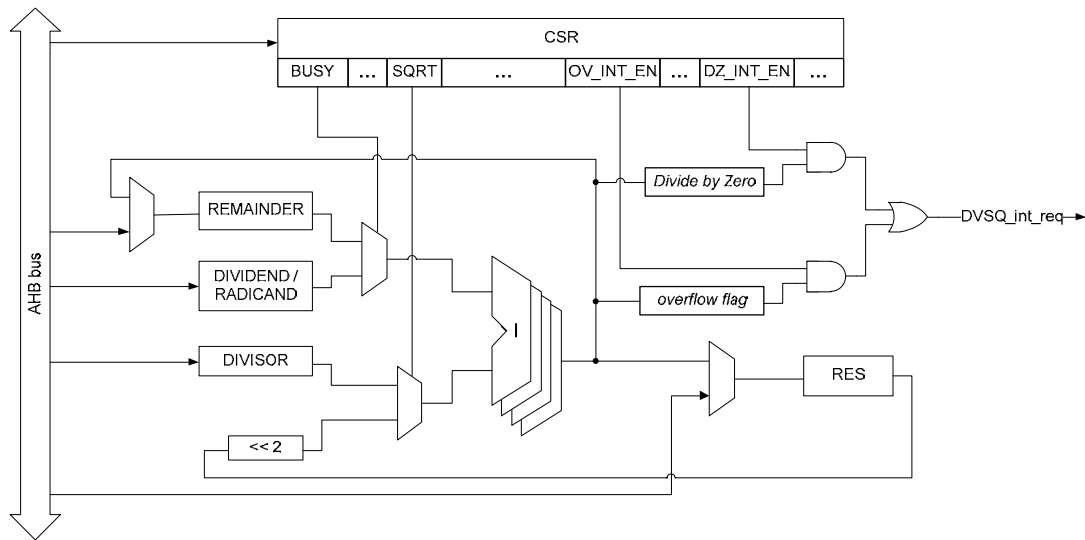 CSR
BUSY ... SQRT ... OV_INT_EN ... DZ_INT_EN ...
Divide by Zero
REMAINDER
DVSQ_int_req
AHB bus
DIVIDEND /
RADICAND
overflow flag
I
DIVISOR
RES
<< 2